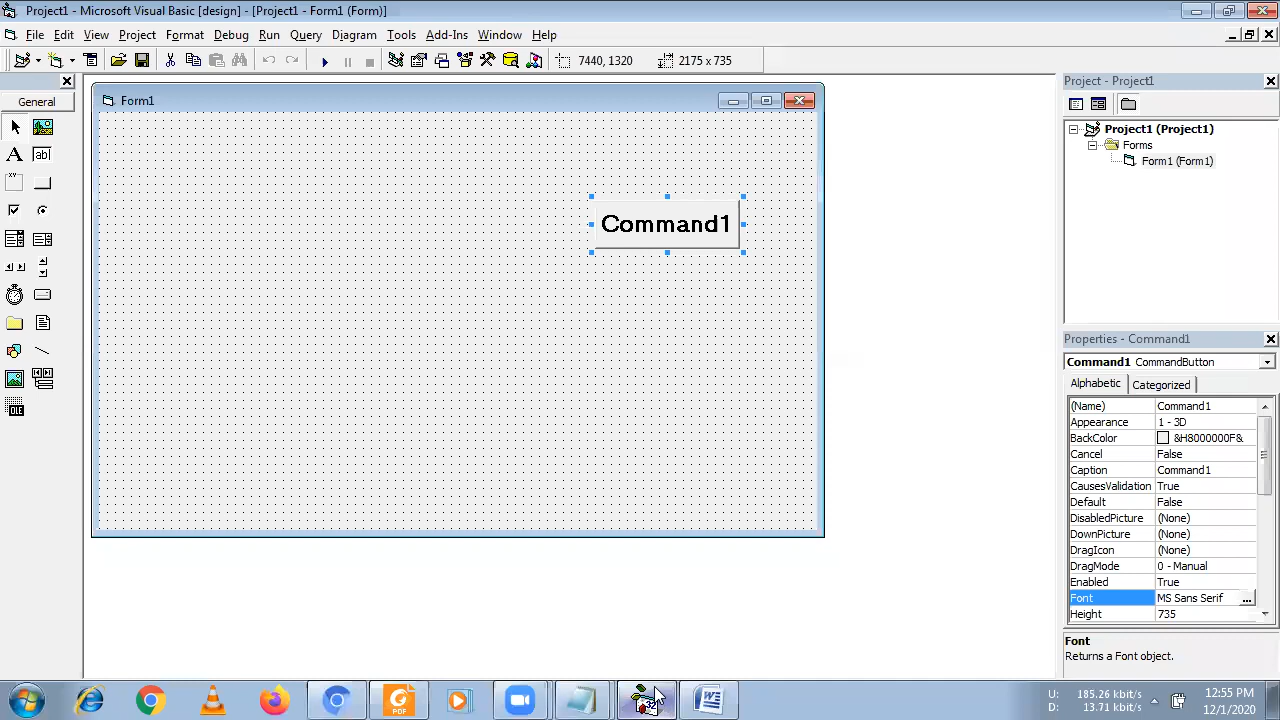 Project1 - Microsoft Visual Basic [design] - [Project1 - Form1 (Form)]
File Edit View Project Format Debug Run Query Diagram Tools Add-Ins Window Help
7440, 1320 2175 x 735
General
A
abl
OLE
Form1
Command1
Project - Project1
Project1 (Project1)
Forms
Form1 (Form1)
Properties - Command1
Command1 CommandButton
Alphabetic Categorized
(Name) Command1
Appearance 1 - 3D
BackColor &H8000000F&
Cancel False
Caption Command1
CausesValidation True
Default False
DisabledPicture (None)
DownPicture (None)
DragIcon (None)
DragMode 0 - Manual
Enabled True
Font MS Sans Serif ...
Height 735
Font
Returns a Font object.
PDF
W
U: 185.26 kbit/s
D: 13.71 kbit/s
12:55 PM
12/1/2020